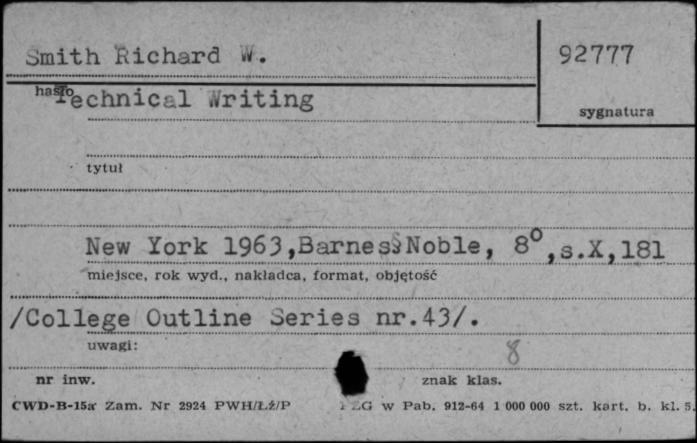 Smith Richard W.
92777
hasło
Technical Writing
sygnatura
tytuł
New York 1963,Barnes&Noble, 8°,s.X,181
miejsce, rok wyd., nakładca, format, objętość
/College Outline Series nr.43/.
uwagi:
8
nr inw.
znak klas.
CWD-B-15a Zam. Nr 2924 PWH/Łź/P
w Pab. 912-64 1 000 000 szt. kart. b. kl. 5.